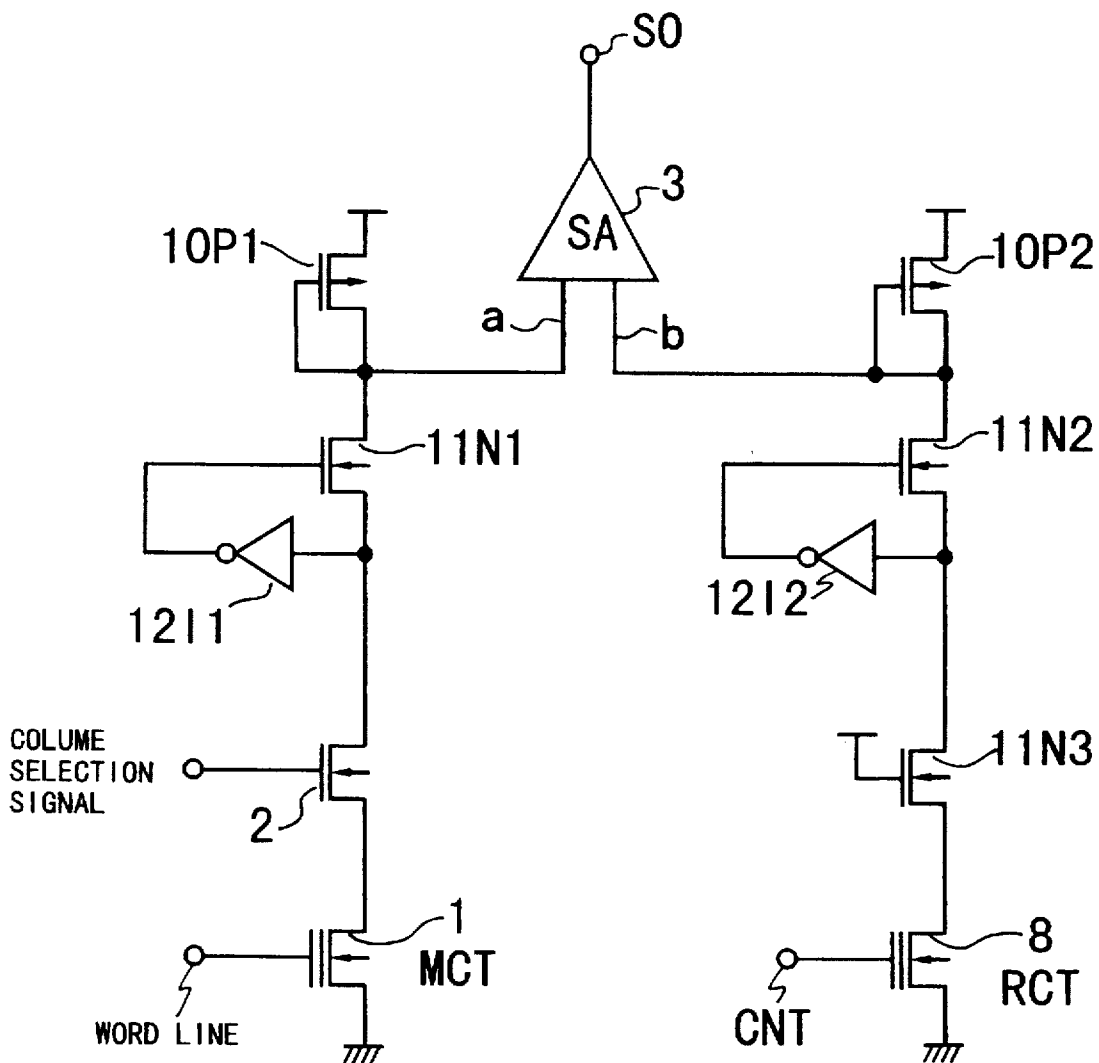 SO
3
SA
10P1
10P2
a
b
11N1
11N2
12I1
12I2
COLUME
SELECTION
SIGNAL
11N3
2
1
MCT
8
RCT
WORD LINE
CNT